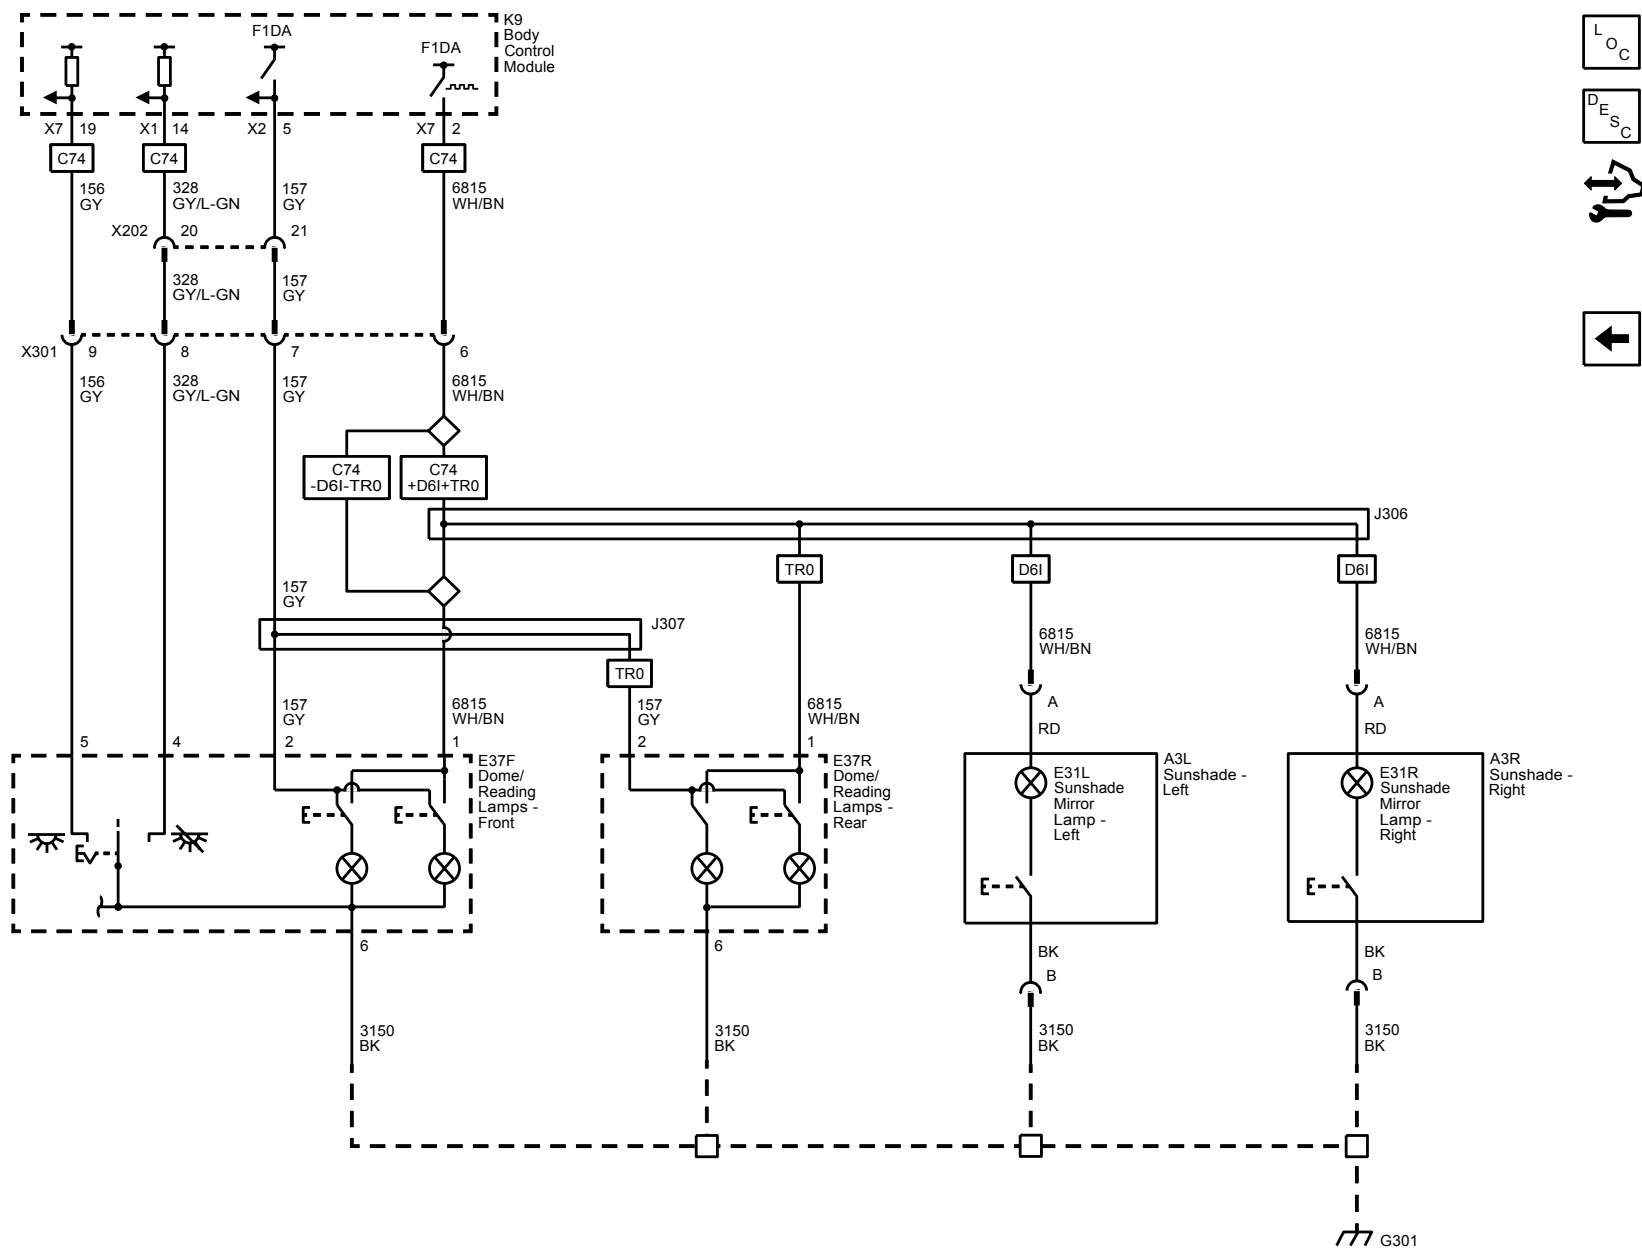 K9
Body
Control
Module
F1DA
F1DA
L
O
C
D
E
S
C
X7 19
X1 14
X2 5
X7 2
C74
C74
C74
156
GY
328
GY/L-GN
157
GY
6815
WH/BN
X202 20
21
328
GY/L-GN
157
GY
X301 9
8
7
6
156
GY
328
GY/L-GN
157
GY
6815
WH/BN
C74
-D6I-TR0
C74
+D6I+TR0
J306
TR0
D6I
D6I
157
GY
J307
TR0
6815
WH/BN
6815
WH/BN
A
A
RD
RD
157
GY
6815
WH/BN
157
GY
6815
WH/BN
5
4
2
1
2
1
E37F
Dome/
Reading
Lamps -
Front
E37R
Dome/
Reading
Lamps -
Rear
E31L
Sunshade
Mirror
Lamp -
Left
A3L
Sunshade -
Left
E31R
Sunshade
Mirror
Lamp -
Right
A3R
Sunshade -
Right
6
6
BK
B
BK
B
3150
BK
3150
BK
3150
BK
3150
BK
G301